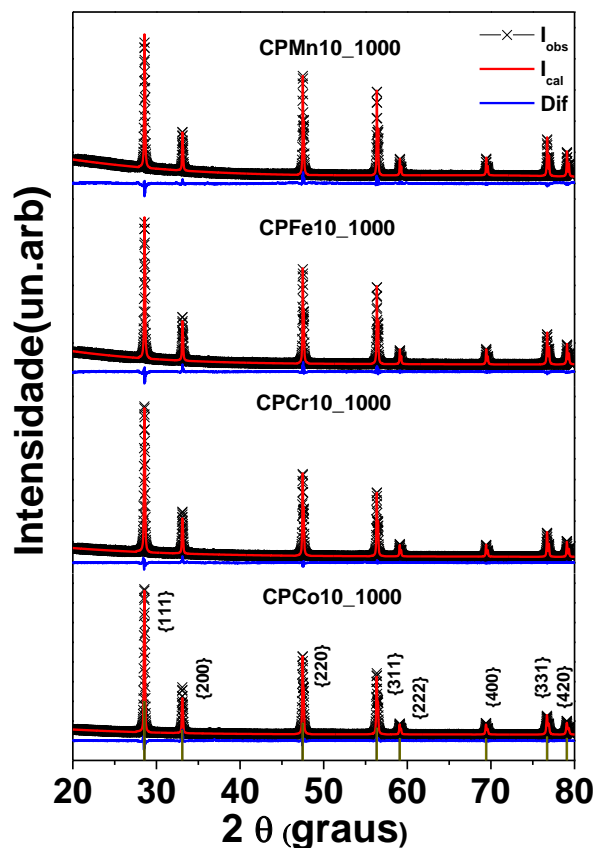 CPMn10_1000
I_obs
I_cal
Dif
CPFe10_1000
CPCr10_1000
CPCo10_1000
{111}
{200}
{220}
{311}
{222}
{400}
{331}
{420}
Intensidade(un.arb)
20 30 40 50 60 70 80
2 θ (graus)